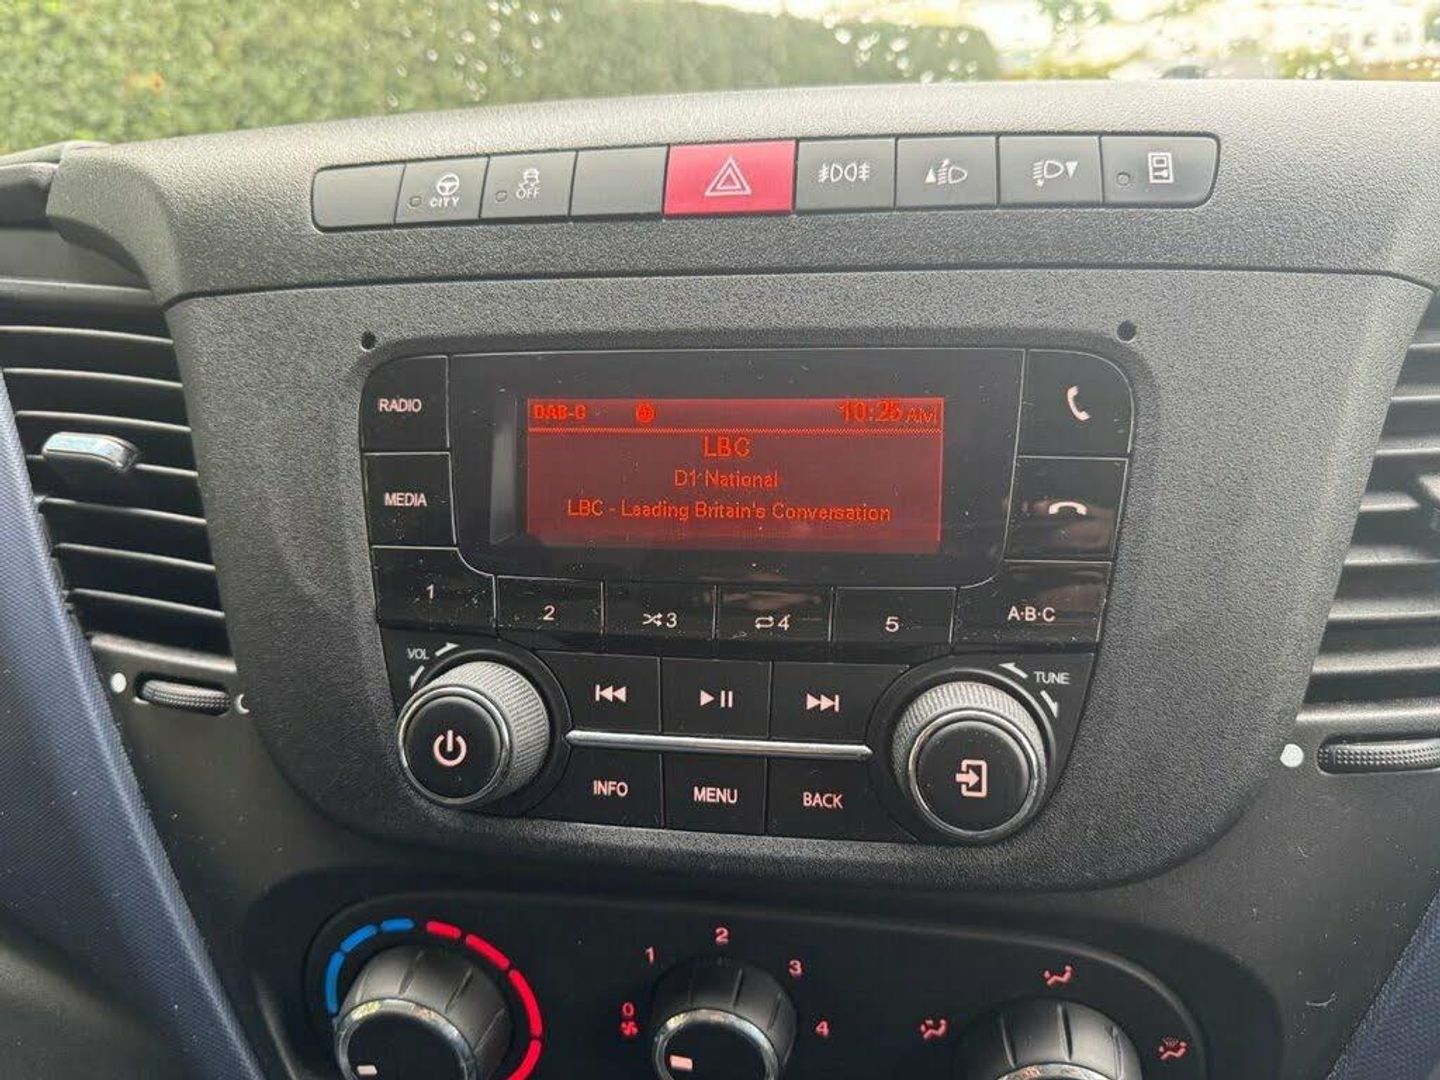 CITY
OFF
RADIO
MEDIA
DAB-G
10:25 AM
LBC
D1 National
LBC - Leading Britain's Conversation
1
2
3
4
5
A·B·C
VOL
TUNE
INFO
MENU
BACK
0
1
2
3
4